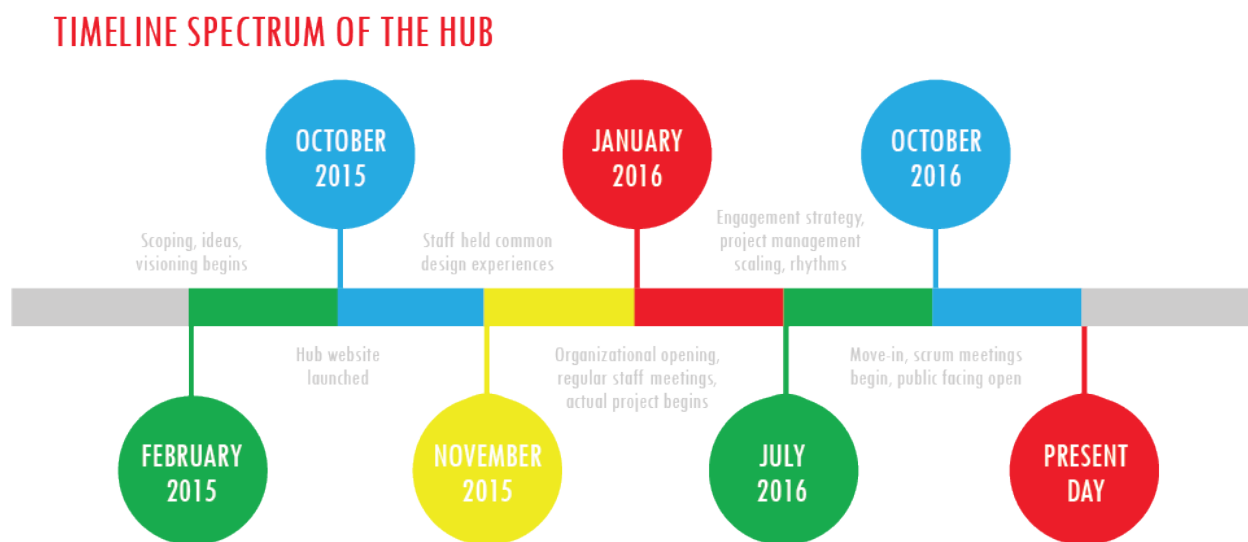 TIMELINE SPECTRUM OF THE HUB
OCTOBER
2015
JANUARY
2016
OCTOBER
2016
Scoping, ideas,
visioning begins
Staff held common
design experiences
Engagement strategy,
project management
scaling, rhythms
Hub website
launched
Organizational opening,
regular staff meetings,
actual project begins
Move-in, scrum meetings
begin, public facing open
FEBRUARY
2015
NOVEMBER
2015
JULY
2016
PRESENT
DAY